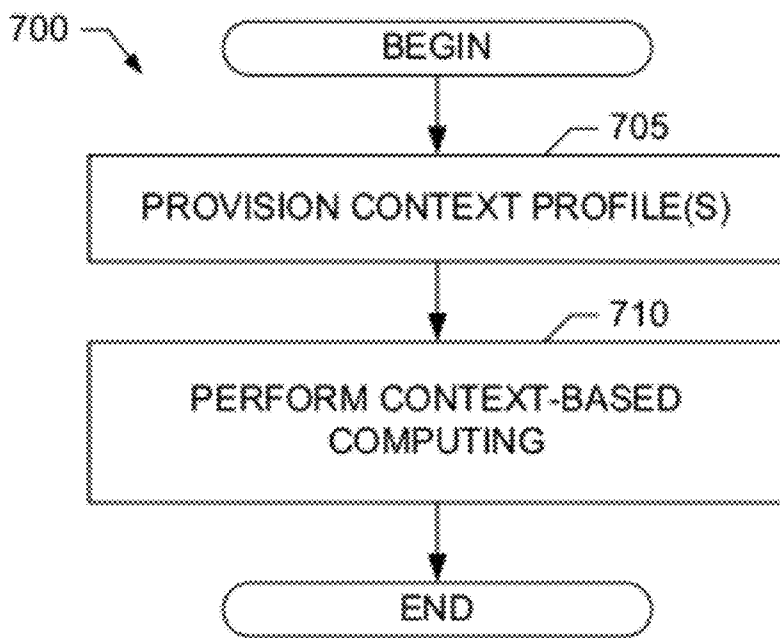 700
BEGIN
705
PROVISION CONTEXT PROFILE(S)
710
PERFORM CONTEXT-BASED
COMPUTING
END